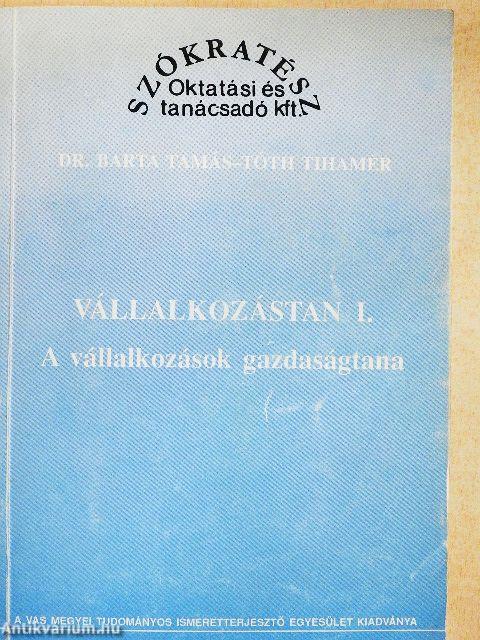 SZÓKRATÉSZ
Oktatási és
tanácsadó kft.
DR. BARTA TAMÁS–TÓTH TIHAMÉR
VÁLLALKOZÁSTAN I.
A vállalkozások gazdaságtana
A VAS MEGYEI TUDOMÁNYOS ISMERETTERJESZTŐ EGYESÜLET KIADVÁNYA
Antikvarium.hu